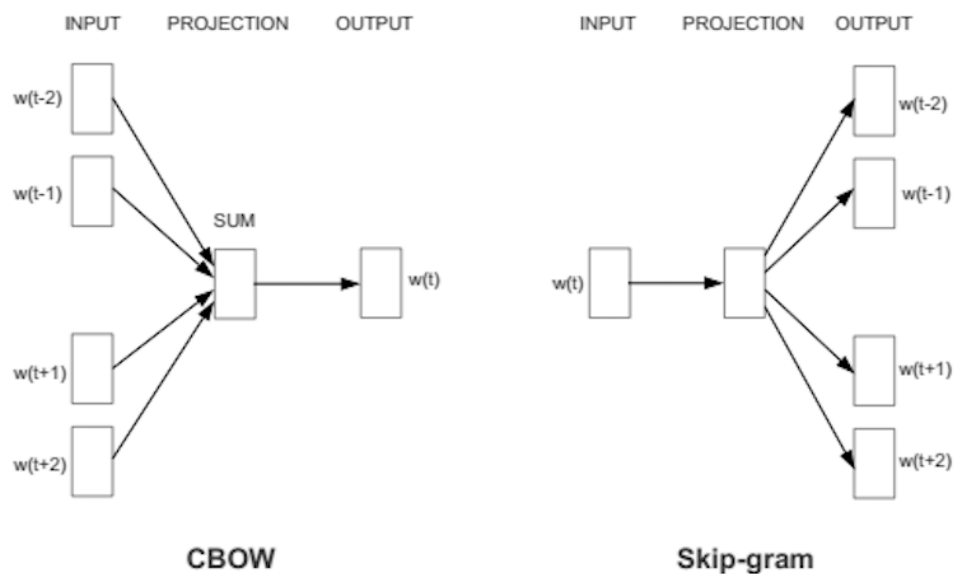 INPUT PROJECTION OUTPUT
w(t-2)
w(t-1)
SUM
w(t)
w(t+1)
w(t+2)
CBOW
INPUT PROJECTION OUTPUT
w(t-2)
w(t-1)
w(t)
w(t+1)
w(t+2)
Skip-gram